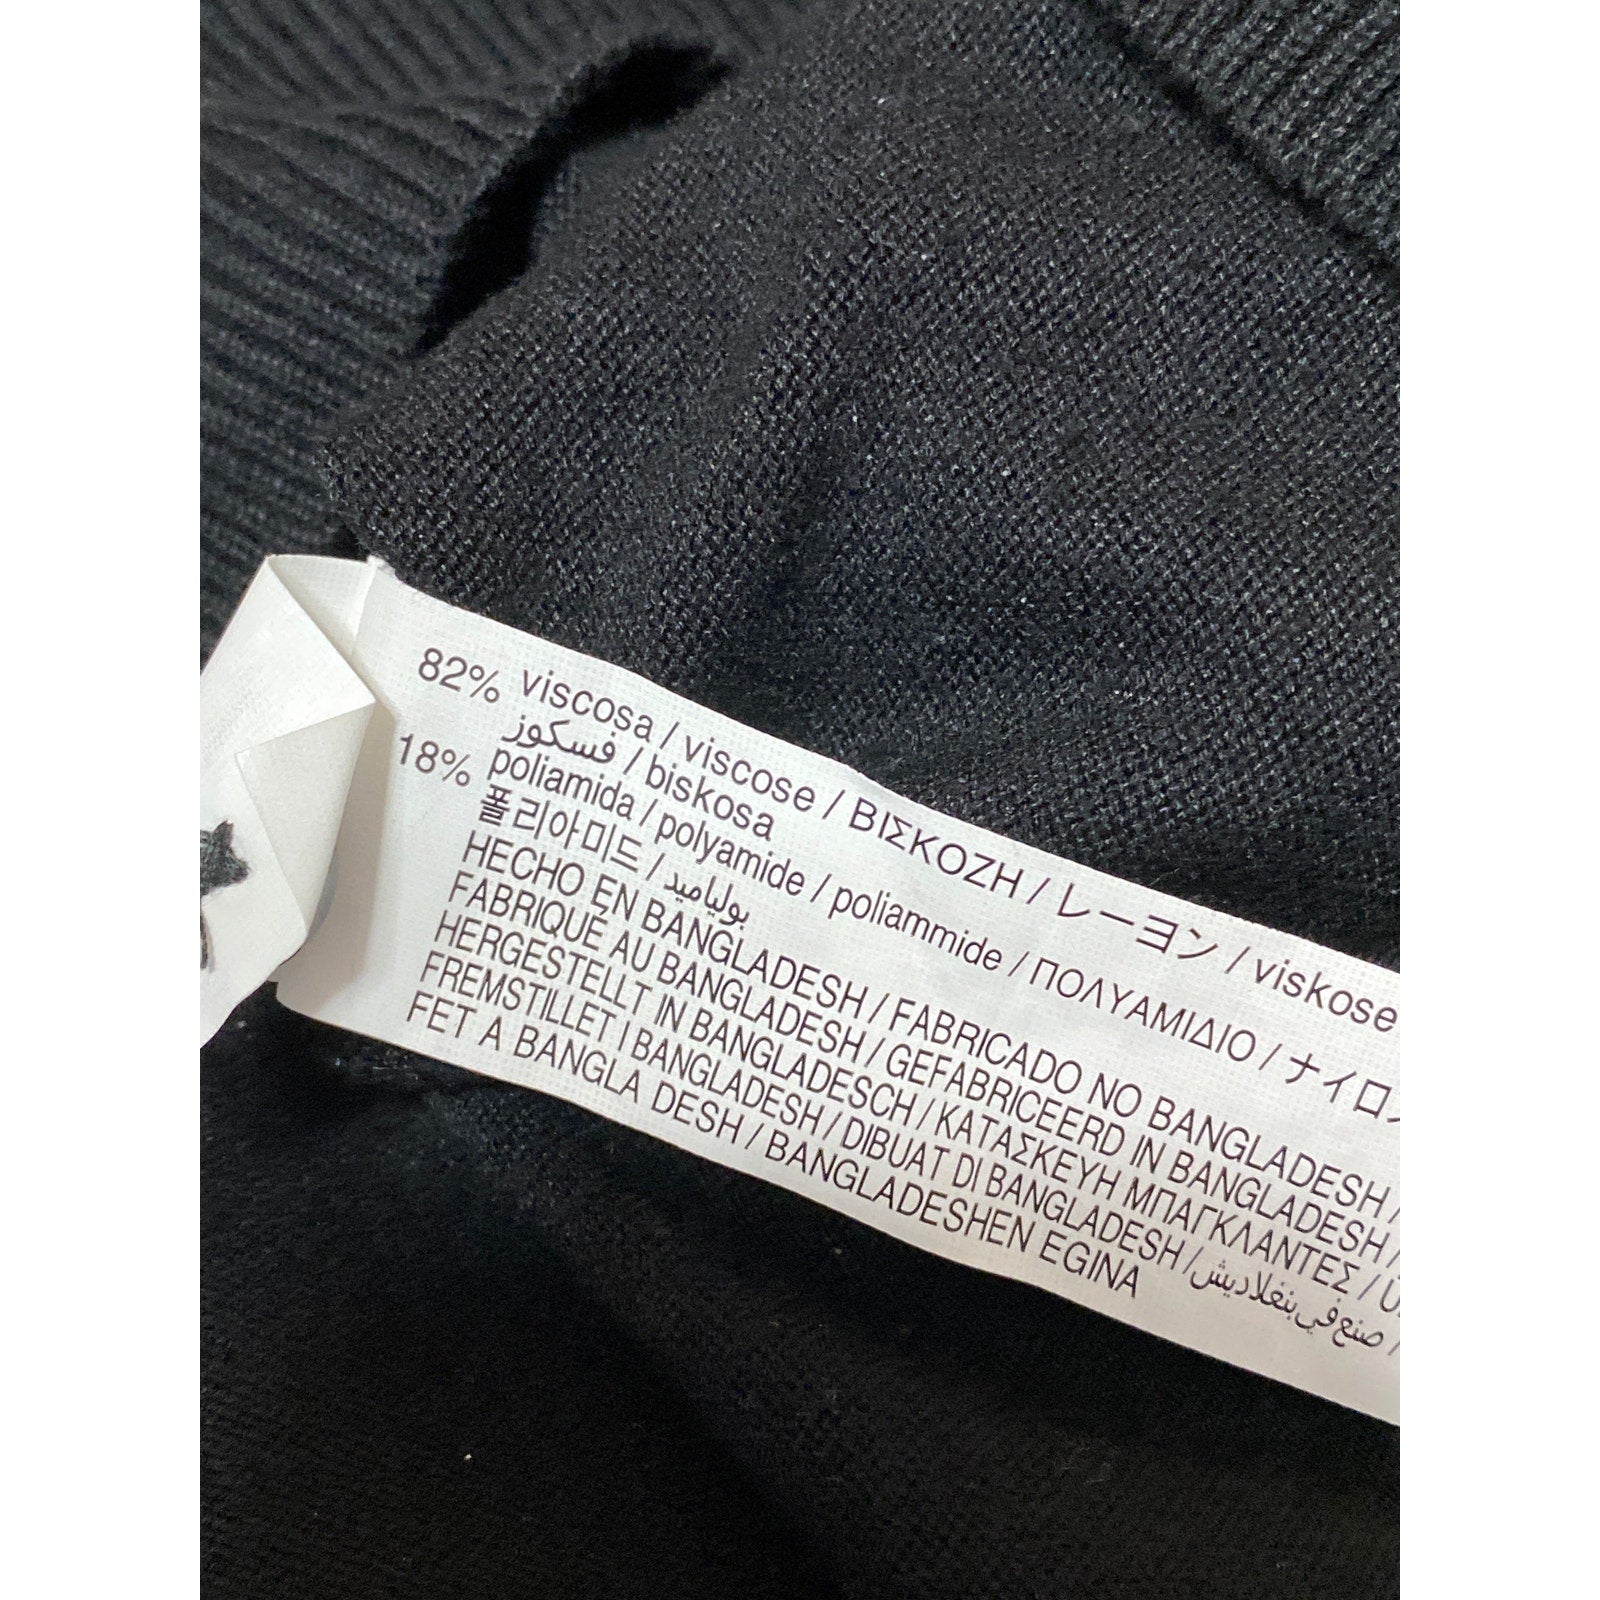 82% viscosa / viscose / ΒΙΣΚΟΖΗ / レーヨン / viskose
فسكوز / biskosa
18% poliamida / polyamide / poliammide / ΠΟΛΥΑΜΙΔΙΟ / ナイロン
폴리아미드 / بولياميد
HECHO EN BANGLADESH / FABRICADO NO BANGLADESH /
FABRIQUÉ AU BANGLADESH / GEFABRICEERD IN BANGLADESH /
HERGESTELLT IN BANGLADESCH / ΚΑΤΑΣΚΕΥΗ ΜΠΑΓΚΛΑΝΤΕΣ /
FREMSTILLET I BANGLADESH / DIBUAT DI BANGLADESH / صنع في بنغلاديش /
FET A BANGLA DESH / BANGLADESHEN EGINA